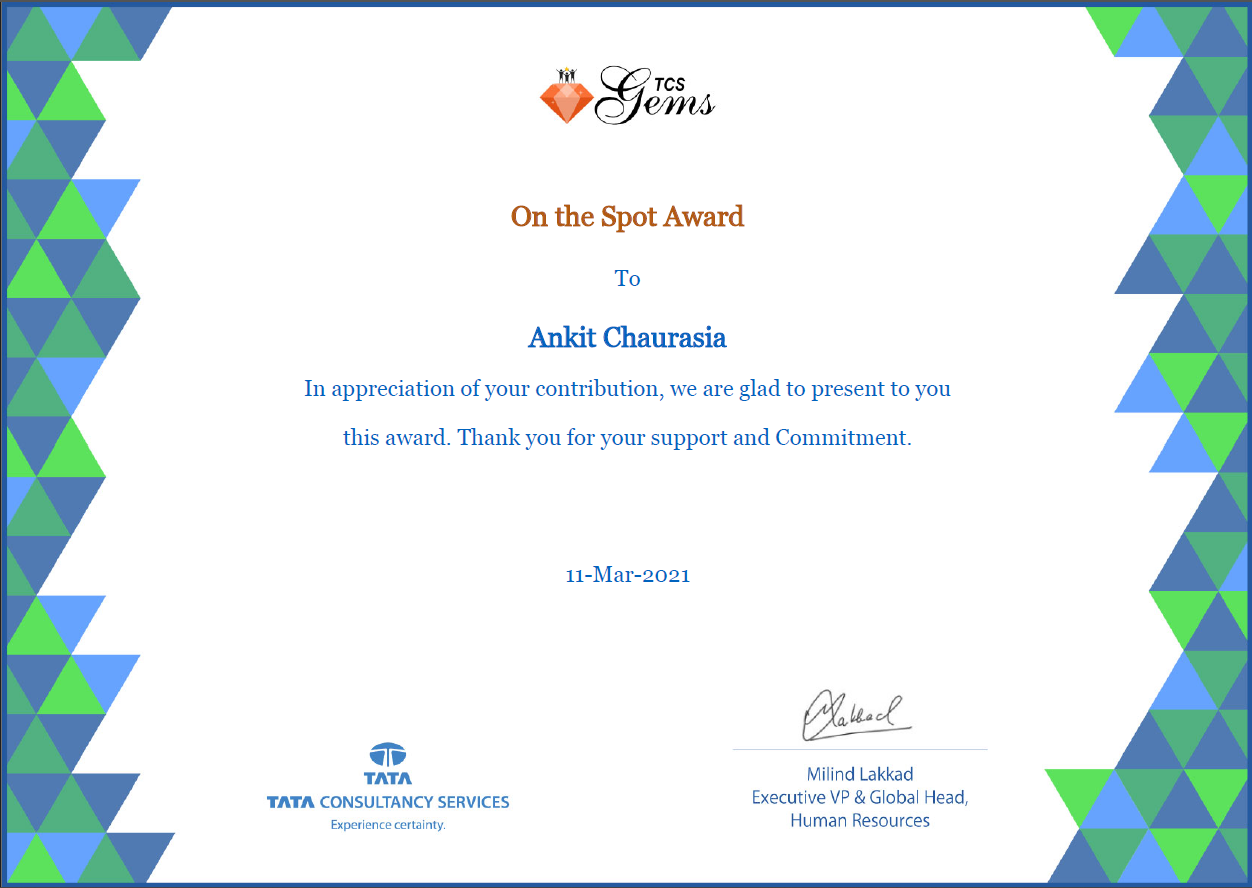 TCS
Gems
On the Spot Award
To
Ankit Chaurasia
In appreciation of your contribution, we are glad to present to you
this award. Thank you for your support and Commitment.
11-Mar-2021
Lakkad
TATA
TATA CONSULTANCY SERVICES
Experience certainty.
Milind Lakkad
Executive VP & Global Head,
Human Resources